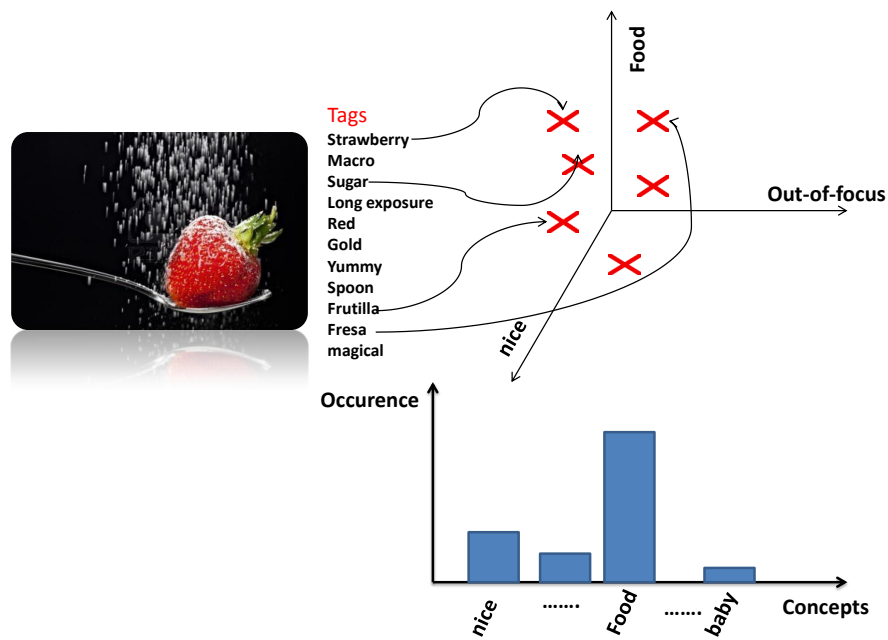 Food
Tags
Strawberry
Macro
Sugar
Long exposure
Red
Gold
Yummy
Spoon
Frutilla
Fresa
magical
Out-of-focus
nice
Occurence
nice
.......
Food
.......
baby
Concepts